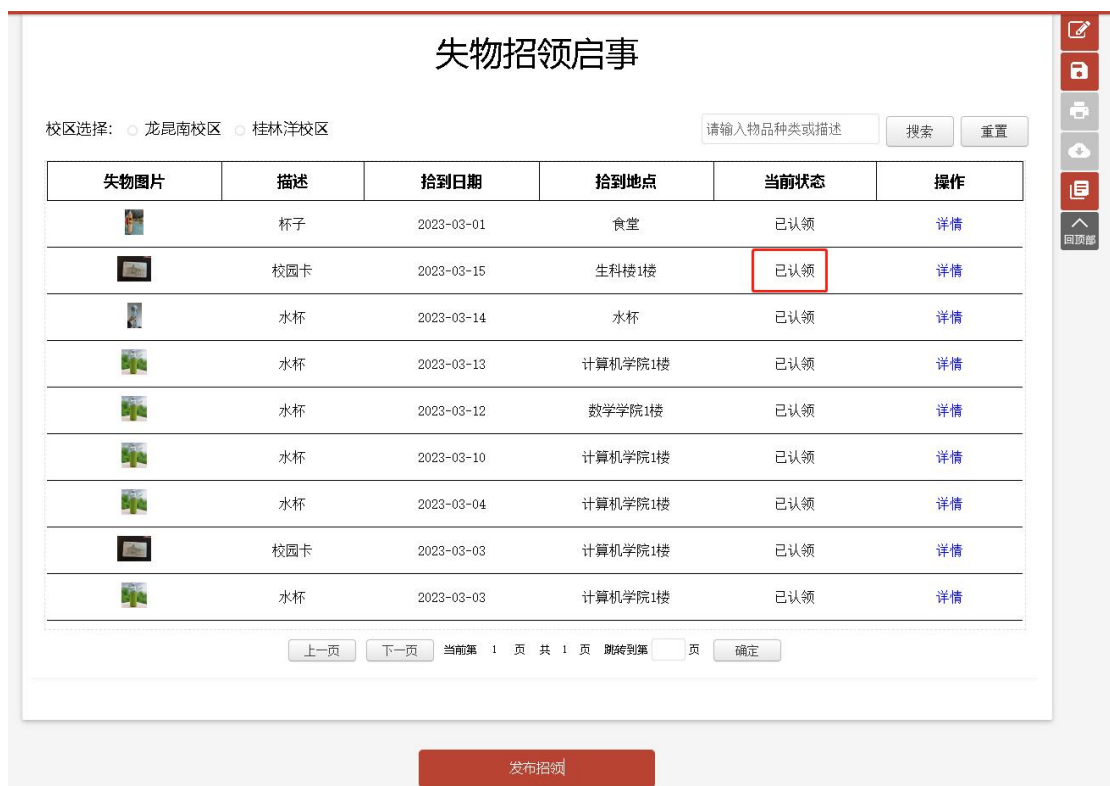 失物招领启事
校区选择： 龙昆南校区 桂林洋校区 请输入物品种类或描述 搜索 重置
失物图片 描述 拾到日期 拾到地点 当前状态 操作
杯子 2023-03-01 食堂 已认领 详情
校园卡 2023-03-15 生科楼1楼 已认领 详情
水杯 2023-03-14 水杯 已认领 详情
水杯 2023-03-13 计算机学院1楼 已认领 详情
水杯 2023-03-12 数学学院1楼 已认领 详情
水杯 2023-03-10 计算机学院1楼 已认领 详情
水杯 2023-03-04 计算机学院1楼 已认领 详情
校园卡 2023-03-03 计算机学院1楼 已认领 详情
水杯 2023-03-03 计算机学院1楼 已认领 详情
上一页 下一页 当前第 1 页 共 1 页 跳转到第 页 确定
发布招领
回顶部